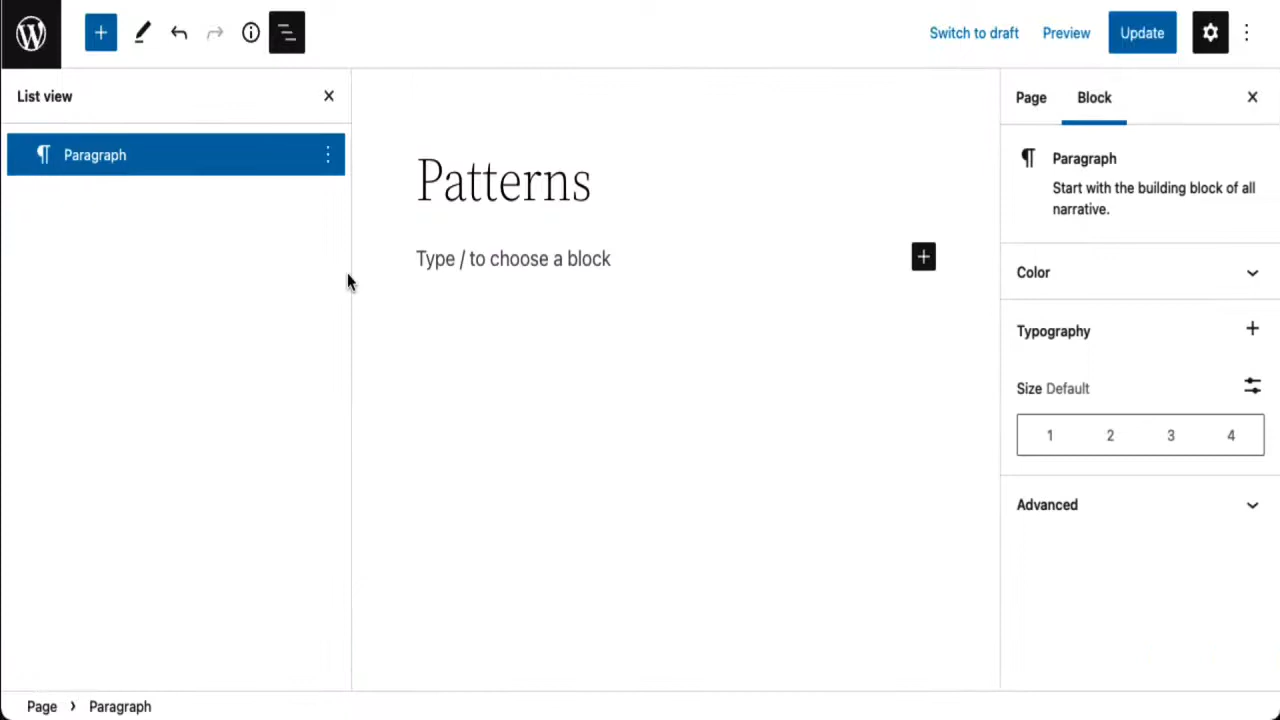 Switch to draft
Preview
Update
List view
Paragraph
Patterns
Type / to choose a block
Page
Block
Paragraph
Start with the building block of all
narrative.
Color
Typography
Size Default
1 2 3 4
Advanced
Page › Paragraph